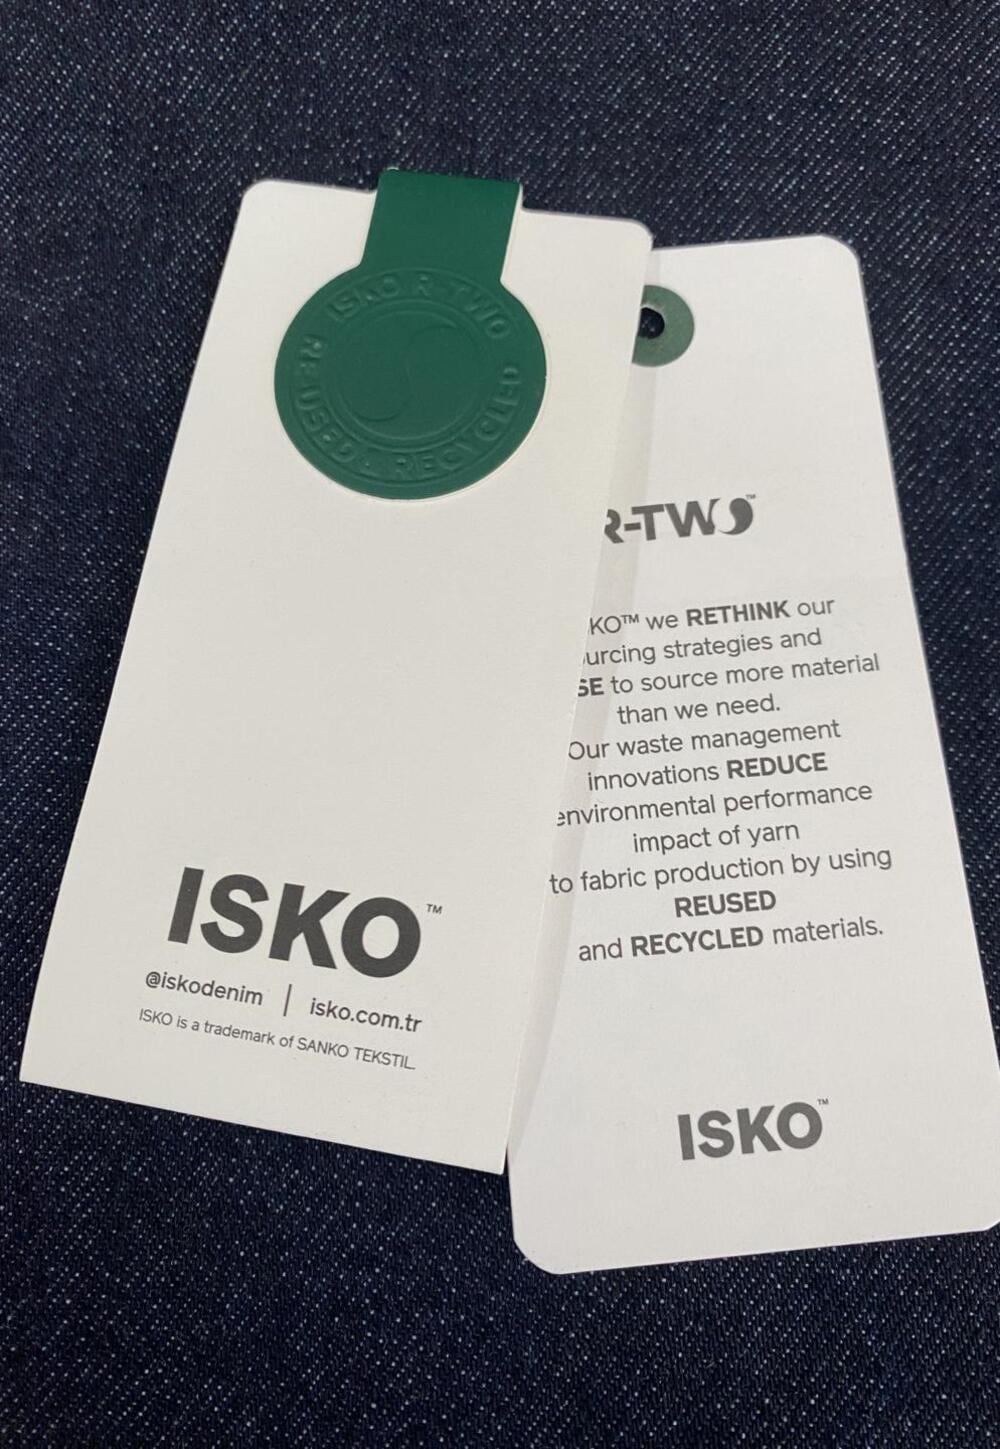 ISKO R-TWO
REUSED & RECYCLED
ISKO™
@iskodenim | isko.com.tr
ISKO is a trademark of SANKO TEKSTIL.
R-TWO™
KO™ we RETHINK our
urcing strategies and
SE to source more material
than we need.
Our waste management
innovations REDUCE
environmental performance
impact of yarn
to fabric production by using
REUSED
and RECYCLED materials.
ISKO™